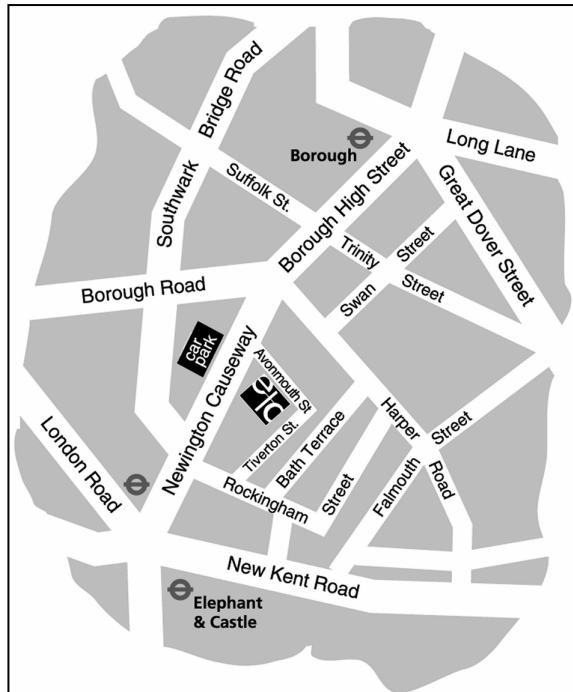 Bridge Road
Southwark
Borough
Long Lane
Suffolk St.
Borough High Street
Great Dover Street
Trinity
Street
Swan
Street
Borough Road
car
park
Newington Causeway
Avonmouth St
etc
Tiverton St.
Bath Terrace
Harper
Road
Rockingham
Street
Falmouth
Street
London Road
New Kent Road
Elephant
& Castle